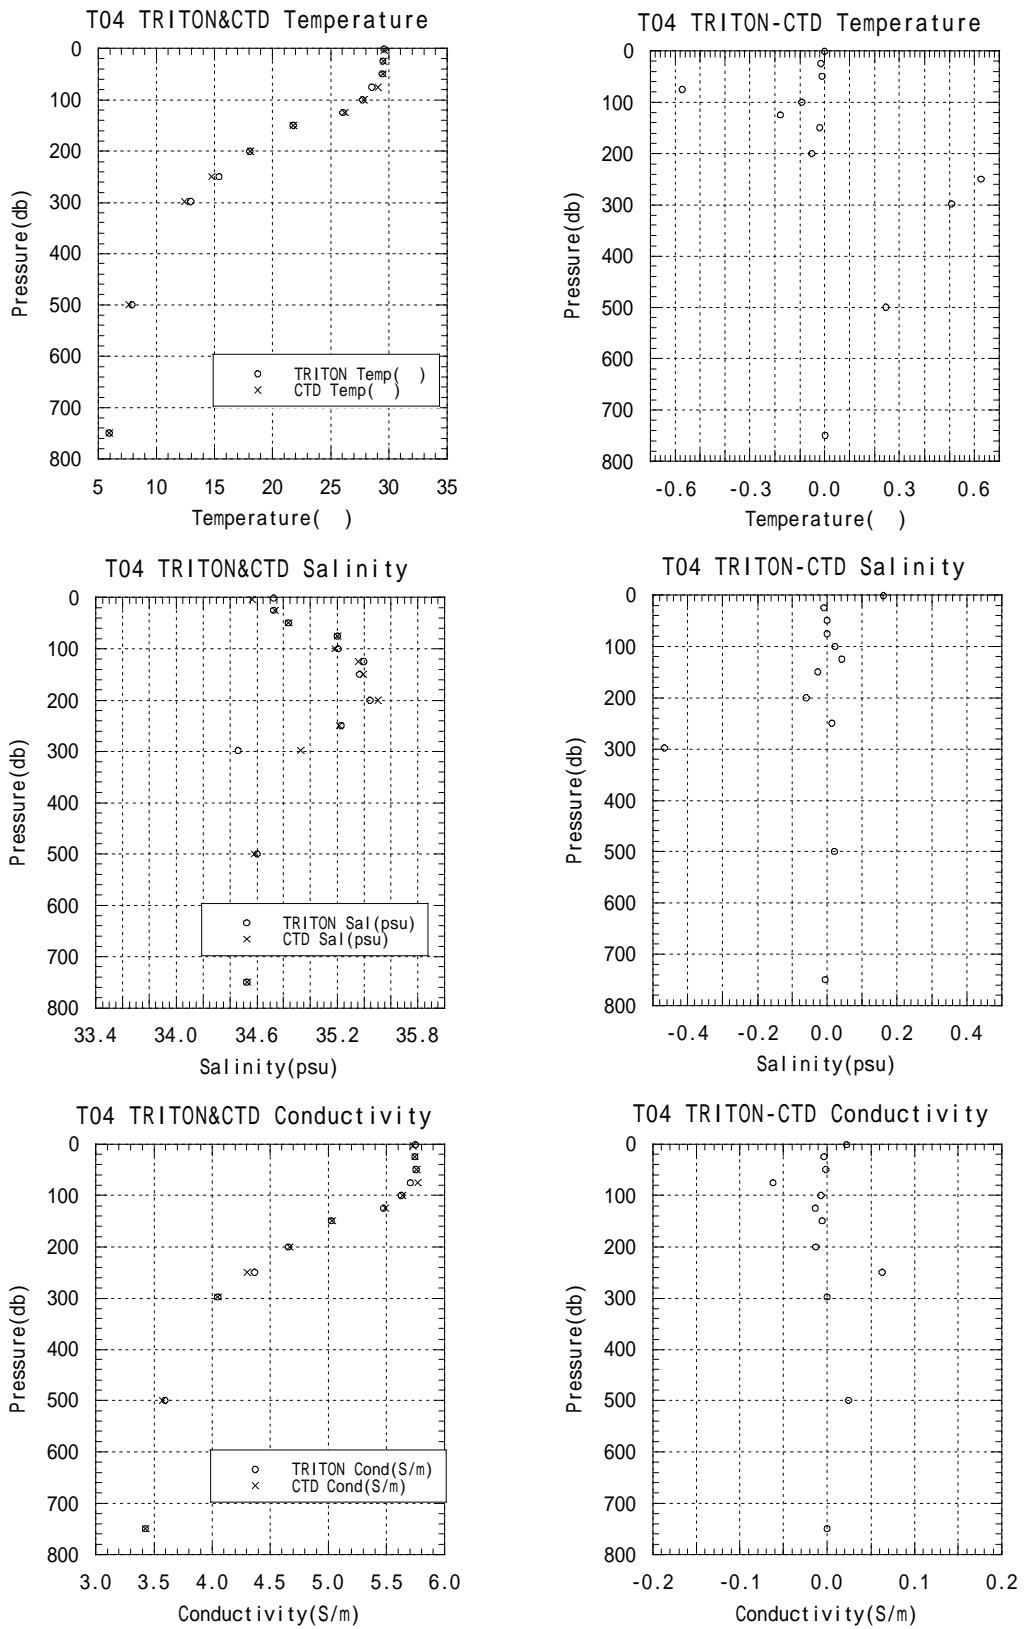 T04 TRITON&CTD Temperature
0
100
200
300
400
500
600
700
800
Pressure(db)
TRITON Temp( )
CTD Temp( )
5 10 15 20 25 30 35
Temperature( )
T04 TRITON-CTD Temperature
0
100
200
300
400
500
600
700
800
Pressure(db)
-0.6 -0.3 0.0 0.3 0.6
Temperature( )
T04 TRITON&CTD Salinity
0
100
200
300
400
500
600
700
800
Pressure(db)
TRITON Sal(psu)
CTD Sal(psu)
33.4 34.0 34.6 35.2 35.8
Salinity(psu)
T04 TRITON-CTD Salinity
0
100
200
300
400
500
600
700
800
Pressure(db)
-0.4 -0.2 0.0 0.2 0.4
Salinity(psu)
T04 TRITON&CTD Conductivity
0
100
200
300
400
500
600
700
800
Pressure(db)
TRITON Cond(S/m)
CTD Cond(S/m)
3.0 3.5 4.0 4.5 5.0 5.5 6.0
Conductivity(S/m)
T04 TRITON-CTD Conductivity
0
100
200
300
400
500
600
700
800
Pressure(db)
-0.2 -0.1 0.0 0.1 0.2
Conductivity(S/m)